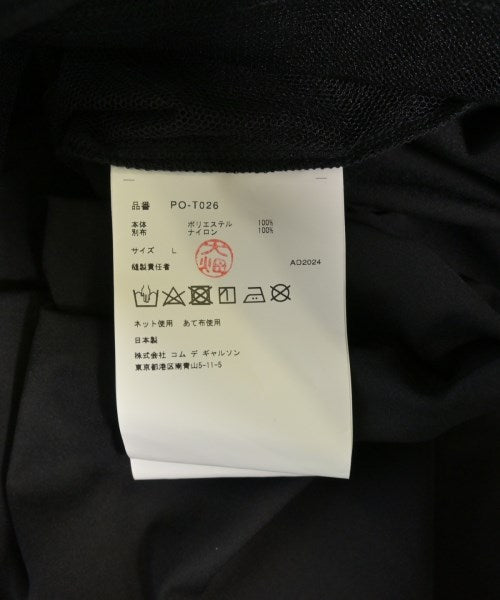 品番 PO-T026
本体 ポリエステル 100%
別布 ナイロン 100%
サイズ L
大畑
縫製責任者 AD2024
ネット使用 あて布使用
日本製
株式会社 コム デ ギャルソン
東京都港区南青山5-11-5